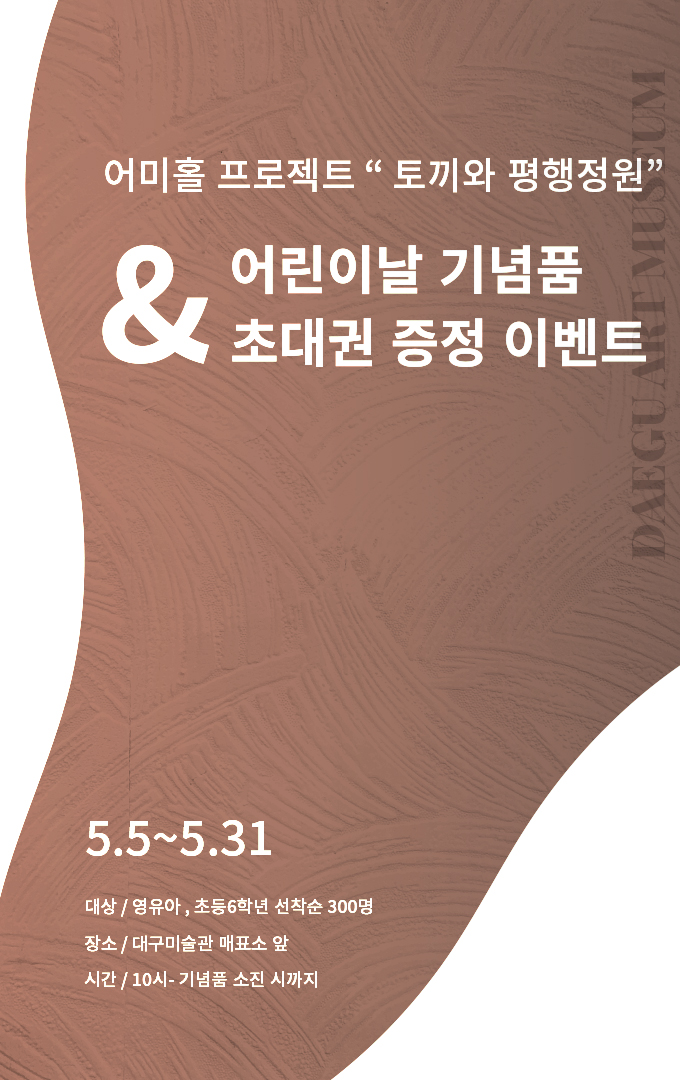 어미홀 프로젝트 “ 토끼와 평행정원”
& 어린이날 기념품
초대권 증정 이벤트
DAEGU ART MUSEUM
5.5~5.31
대상 / 영유아 , 초등6학년 선착순 300명
장소 / 대구미술관 매표소 앞
시간 / 10시- 기념품 소진 시까지